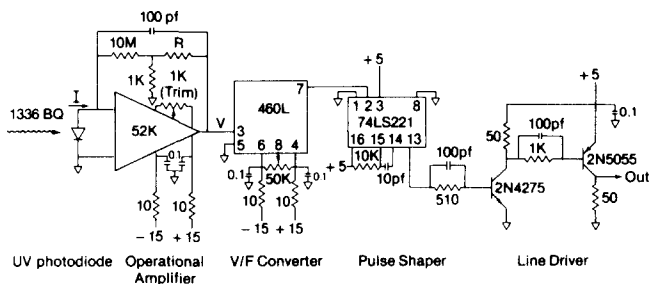 100 pf
10M
R
1K
1K
(Trim)
I
1336 BQ
52K
V
0.1
10
10
– 15
+ 15
7
460L
3
5
6
8
4
0.1
50K
0.1
10
10
– 15
+ 15
+ 5
1
2
3
8
74LS221
16
15
14
13
10K
+ 5
10pf
100pf
510
2N4275
50
100pf
1K
+ 5
0.1
2N5055
Out
50
UV photodiode
Operational
Amplifier
V/F Converter
Pulse Shaper
Line Driver